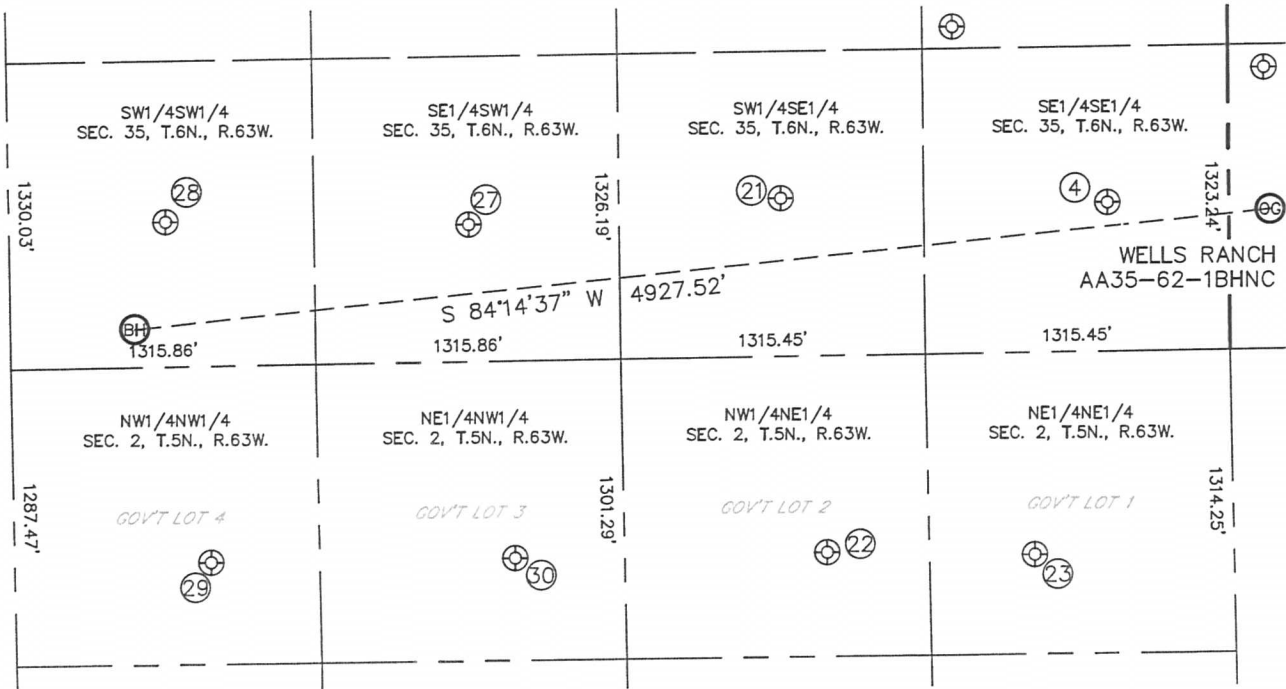 SW1/4SW1/4
SEC. 35, T.6N., R.63W.
SE1/4SW1/4
SEC. 35, T.6N., R.63W.
SW1/4SE1/4
SEC. 35, T.6N., R.63W.
SE1/4SE1/4
SEC. 35, T.6N., R.63W.
1330.03'
28
27
1326.19'
21
4
1323.24'
OG
WELLS RANCH
AA35-62-1BHNC
S 84°14'37" W 4927.52'
BH
1315.86'
1315.86'
1315.45'
1315.45'
NW1/4NW1/4
SEC. 2, T.5N., R.63W.
NE1/4NW1/4
SEC. 2, T.5N., R.63W.
NW1/4NE1/4
SEC. 2, T.5N., R.63W.
NE1/4NE1/4
SEC. 2, T.5N., R.63W.
1287.47'
GOV'T LOT 4
GOV'T LOT 3
1301.29'
GOV'T LOT 2
GOV'T LOT 1
1314.25'
29
30
22
23